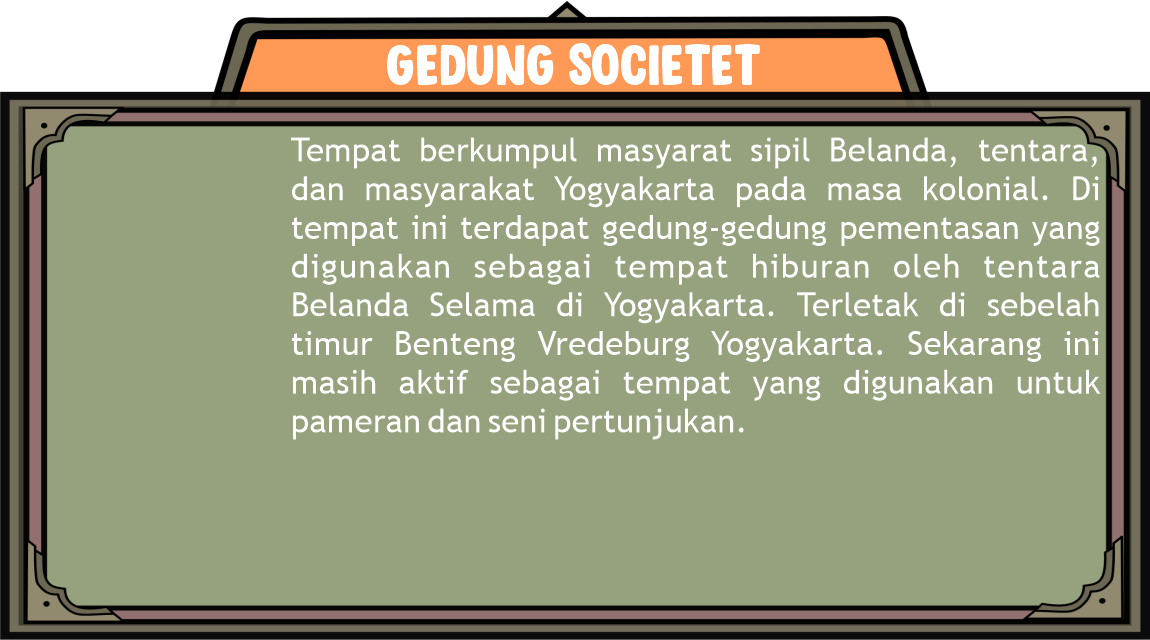 GEDUNG SOCIETET
Tempat berkumpul masyarat sipil Belanda, tentara,
dan masyarakat Yogyakarta pada masa kolonial. Di
tempat ini terdapat gedung-gedung pementasan yang
digunakan sebagai tempat hiburan oleh tentara
Belanda Selama di Yogyakarta. Terletak di sebelah
timur Benteng Vredeburg Yogyakarta. Sekarang ini
masih aktif sebagai tempat yang digunakan untuk
pameran dan seni pertunjukan.